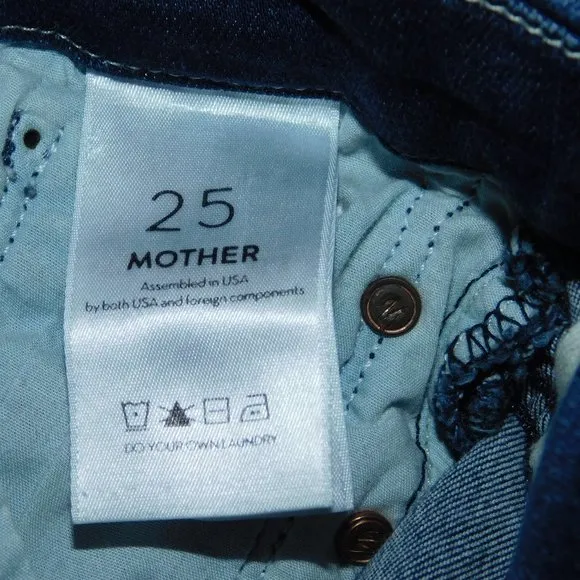 25
MOTHER
Assembled in USA
by both USA and foreign components
DO YOUR OWN LAUNDRY